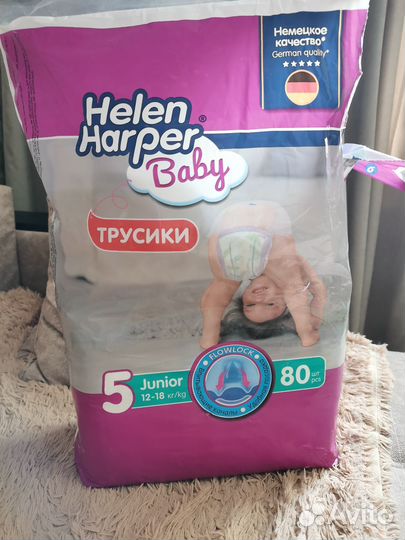 Немецкое
качество*
German quality*
Helen
Harper®
Baby
ТРУСИКИ
FLOWLOCK
5 Junior
12-18 кг/kg
80 шт
pcs
6
Avito